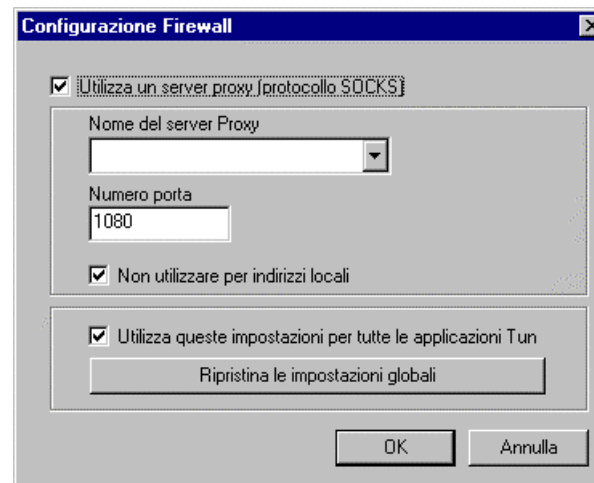 Configurazione Firewall
Utilizza un server proxy (protocollo SOCKS)
Nome del server Proxy
Numero porta
1080
Non utilizzare per indirizzi locali
Utilizza queste impostazioni per tutte le applicazioni Tun
Ripristina le impostazioni globali
OK Annulla